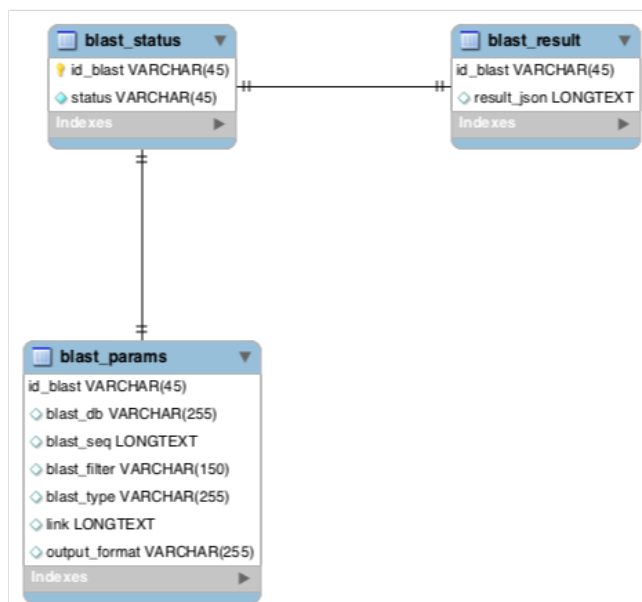 blast_status
id_blast VARCHAR(45)
status VARCHAR(45)
Indexes
blast_result
id_blast VARCHAR(45)
result_json LONGTEXT
Indexes
blast_params
id_blast VARCHAR(45)
blast_db VARCHAR(255)
blast_seq LONGTEXT
blast_filter VARCHAR(150)
blast_type VARCHAR(255)
link LONGTEXT
output_format VARCHAR(255)
Indexes